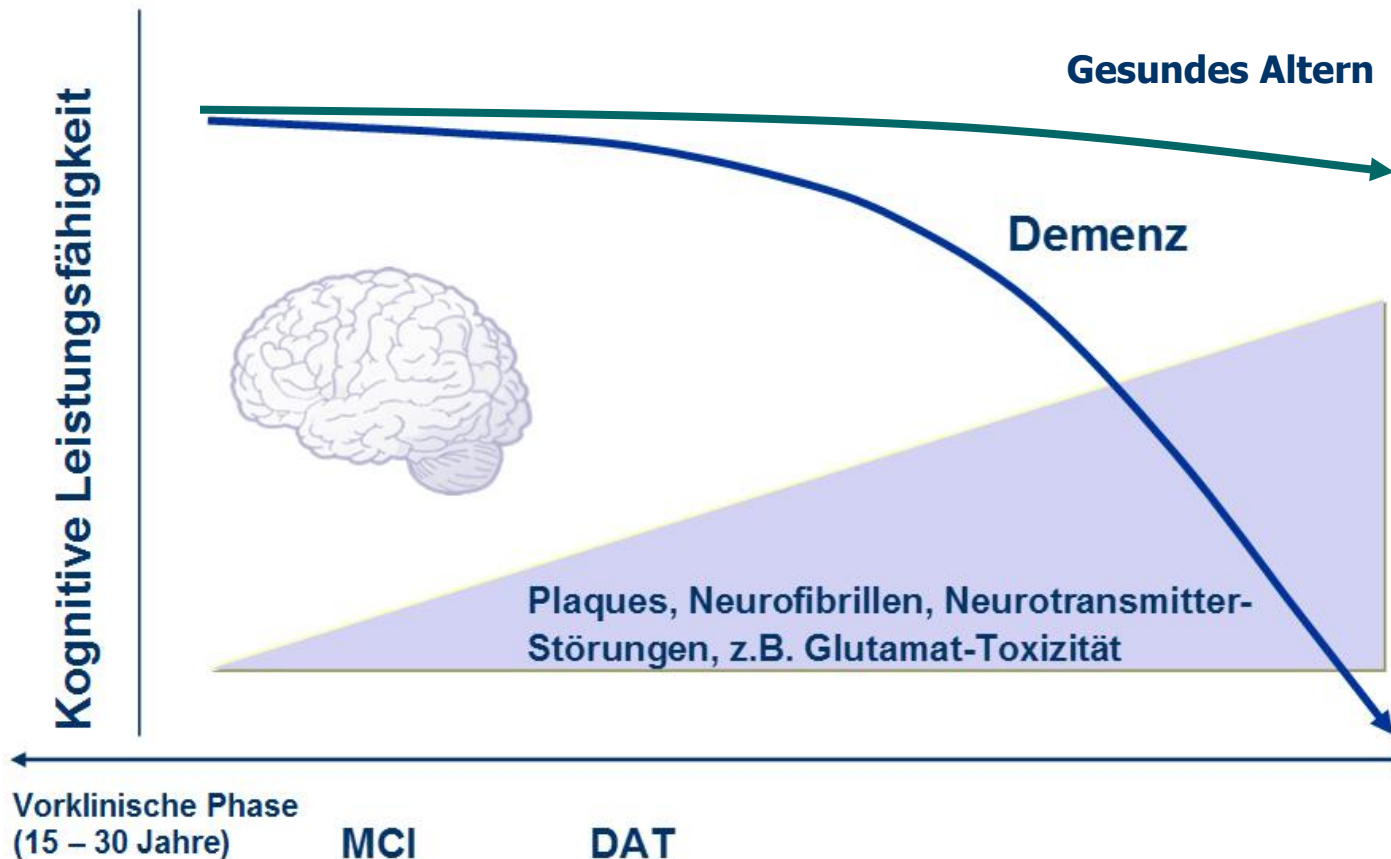 Kognitive Leistungsfähigkeit
Gesundes Altern
Demenz
Plaques, Neurofibrillen, Neurotransmitter-
Störungen, z.B. Glutamat-Toxizität
Vorklinische Phase
(15 – 30 Jahre)
MCI
DAT